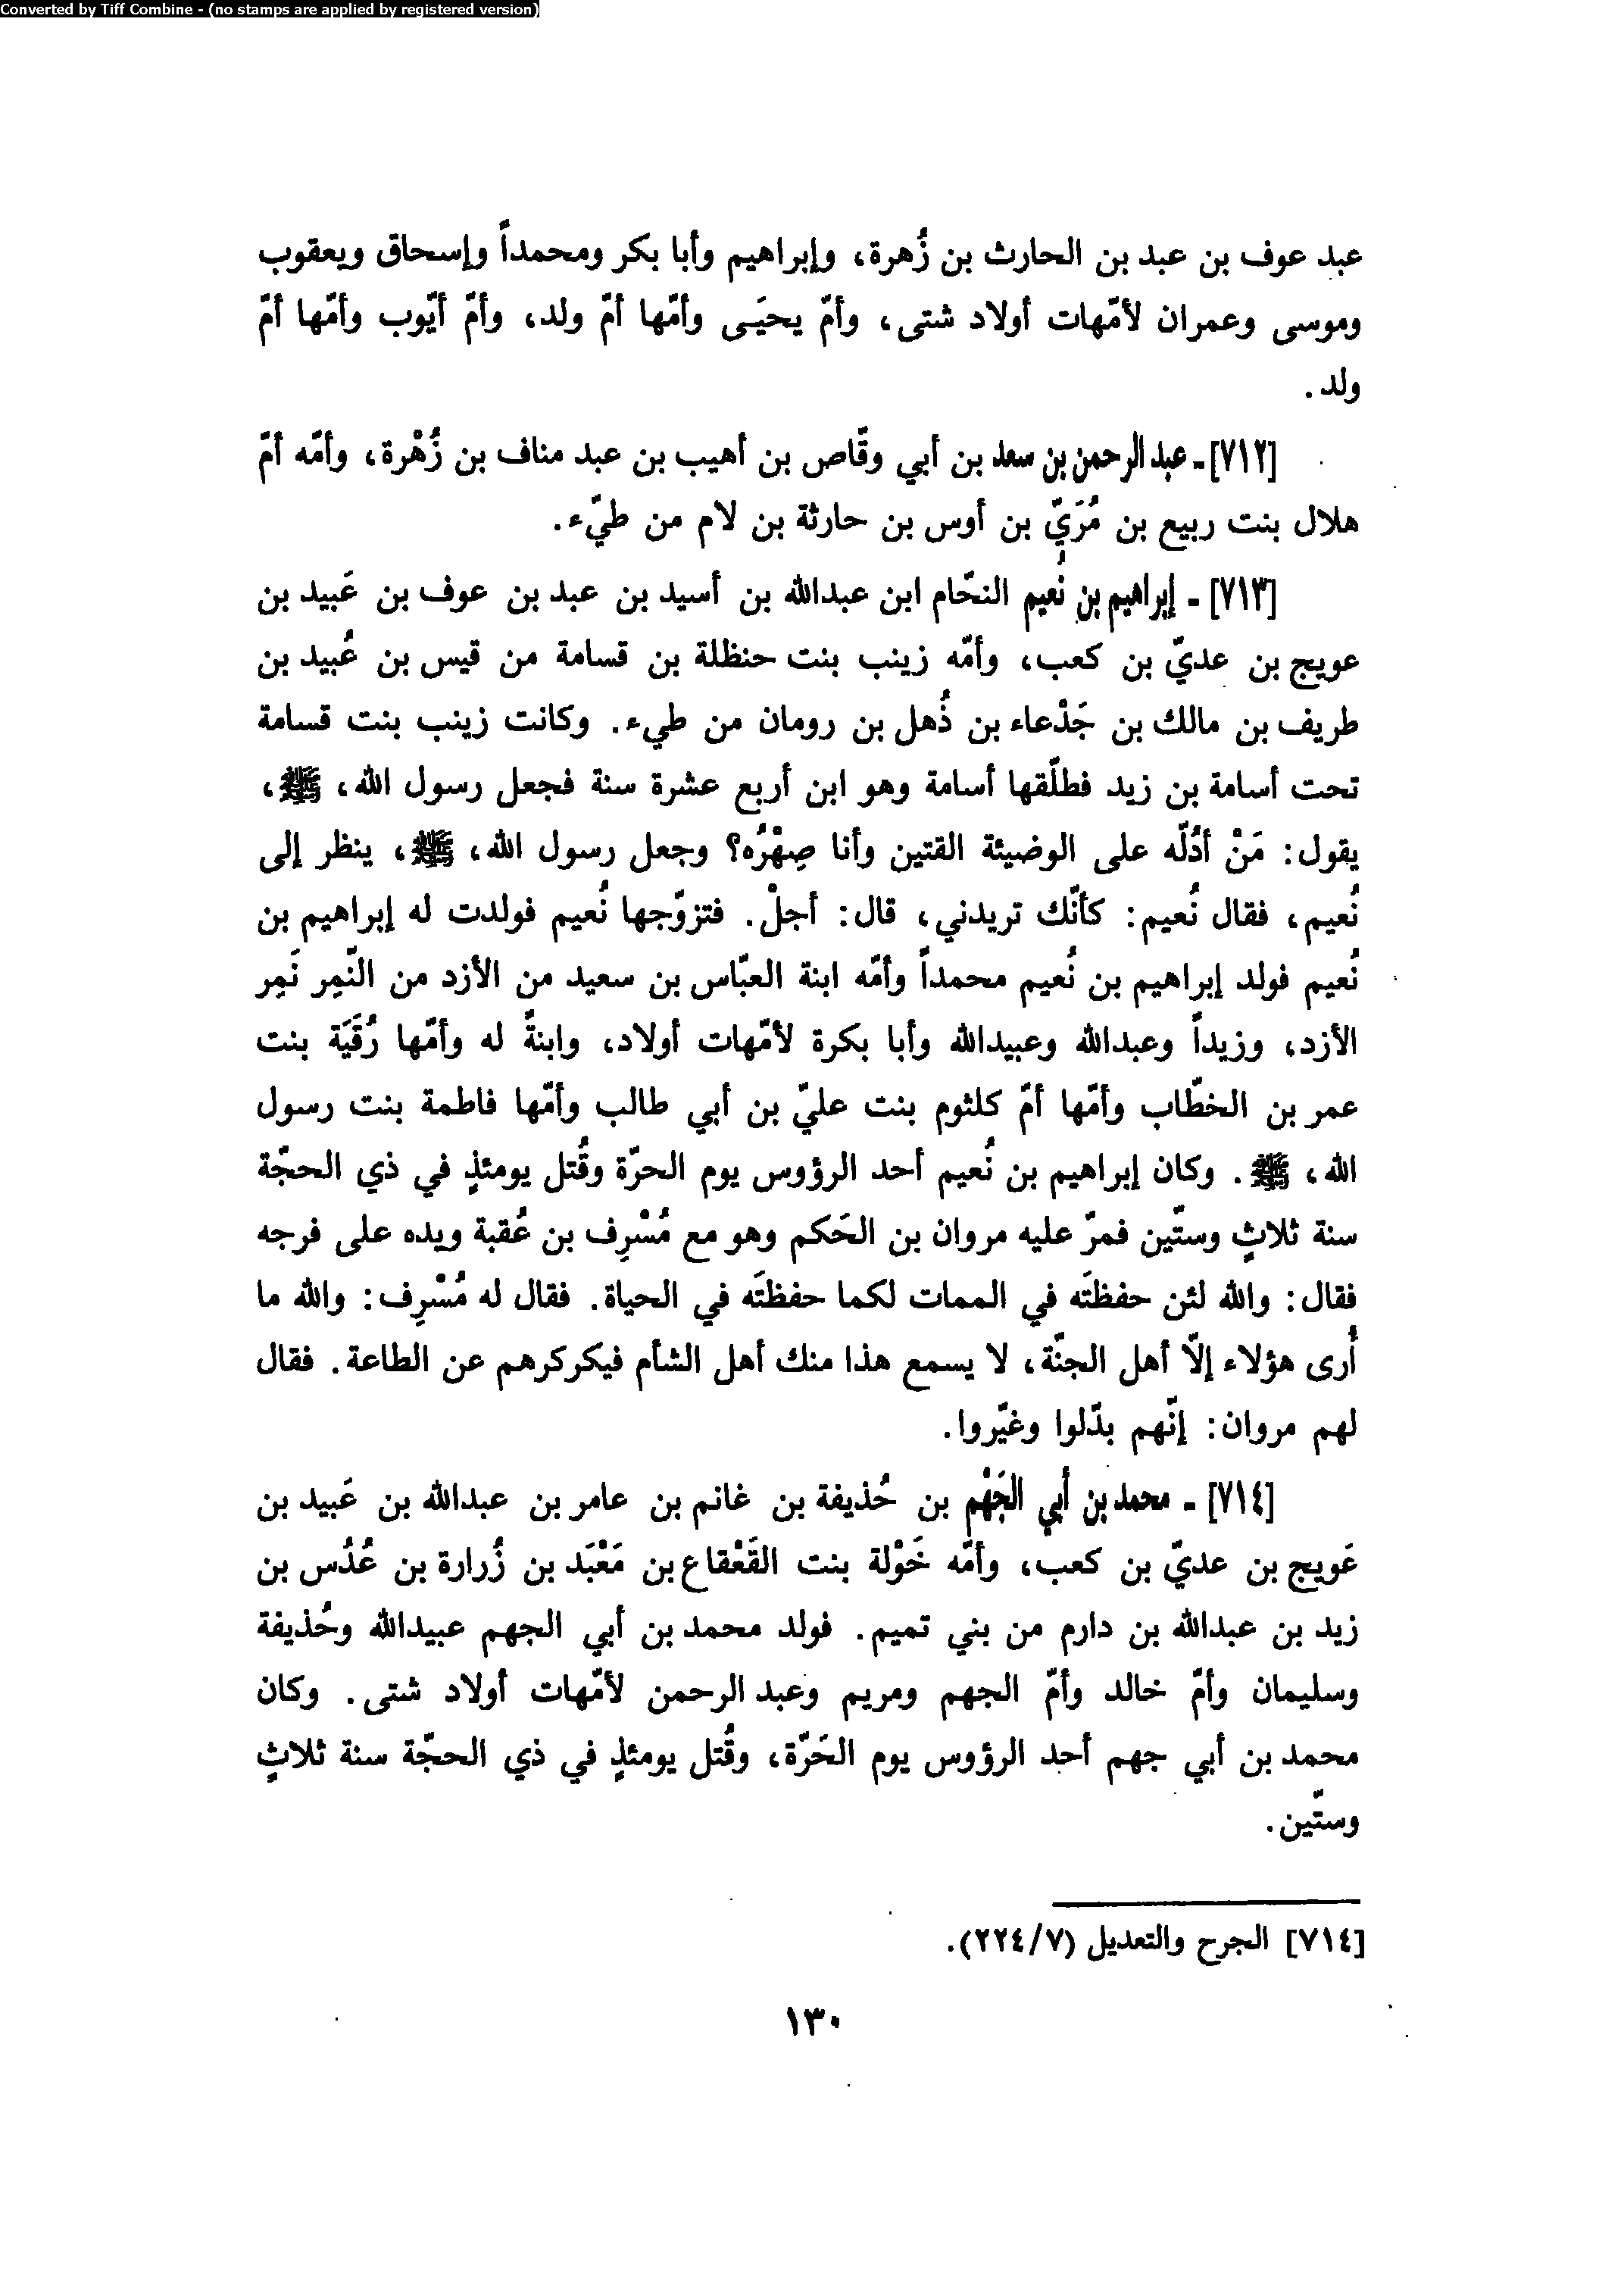 Converted by Tiff Combine - (no stamps are applied by registered version)
عبد عوف بن عبد بن الحارث بن زُهرة، وإبراهيم وأبا بكر ومحمداً وإسحاق ويعقوب
وموسى وعمران لأمّهات أولاد شتى، وأمّ يحيَـى وأمّها أمّ ولد، وأمّ أيّوب وأمّها أمّ
ولد.
[٧١٢] ـ عبد الرحمن بن سعد بن أبي وقّاص بن أهيب بن عبد مناف بن زُهْرة، وأمّه أمّ
هلال بنت ربيع بن مُرَيّ بن أوس بن حارثة بن لام من طيّء.
[٧١٣] ـ إبراهيم بن نُعيم النحّام ابن عبدالله بن أسيد بن عبد بن عوف بن عَبيد بن
عويج بن عديّ بن كعب، وأمّه زينب بنت حنظلة بن قسامة من قيس بن عُبيد بن
طريف بن مالك بن جَدْعاء بن ذُهل بن رومان من طيء. وكانت زينب بنت قسامة
تحت أسامة بن زيد فطلّقها أسامة وهو ابن أربع عشرة سنة فجعل رسول الله، ﷺ،
يقول: مَنْ أدُلّه على الوضيئة القتين وأنا صِهْرُه؟ وجعل رسول الله، ﷺ، ينظر إلى
نُعيم، فقال نُعيم: كأنّك تريدني، قال: أجلْ. فتزوّجها نُعيم فولدت له إبراهيم بن
نُعيم فولد إبراهيم بن نُعيم محمداً وأمّه ابنة العبّاس بن سعيد من الأزد من النّمِر نَمِر
الأزد، وزيداً وعبدالله وعبيدالله وأبا بكرة لأمّهات أولاد، وابنةً له وأمّها رُقَيَة بنت
عمر بن الخطّاب وأمّها أمّ كلثوم بنت عليّ بن أبي طالب وأمّها فاطمة بنت رسول
الله، ﷺ. وكان إبراهيم بن نُعيم أحد الرؤوس يوم الحرّة وقُتل يومئذٍ في ذي الحجّة
سنة ثلاثٍ وستّين فمرّ عليه مروان بن الحَكم وهو مع مُسْرِف بن عُقبة ويده على فرجه
فقال: والله لئن حفظتَه في الممات لكما حفظتَه في الحياة. فقال له مُسْرِف: والله ما
أُرى هؤلاء إلّا أهل الجنّة، لا يسمع هذا منك أهل الشأم فيكركرهم عن الطاعة. فقال
لهم مروان: إنّهم بدّلوا وغيّروا.
[٧١٤] ـ محمد بن أبي الجَهْم بن حُذيفة بن غانم بن عامر بن عبدالله بن عَبيد بن
عَويج بن عديّ بن كعب، وأمّه خَوْلة بنت القَعْقاع بن مَعْبَد بن زُرارة بن عُدُس بن
زيد بن عبدالله بن دارم من بني تميم. فولد محمد بن أبي الجهم عبيدالله وحُذيفة
وسليمان وأمّ خالد وأمّ الجهم ومريم وعبد الرحمن لأمّهات أولاد شتى. وكان
محمد بن أبي جهم أحد الرؤوس يوم الحَرّة، وقُتل يومئذٍ في ذي الحجّة سنة ثلاثٍ
وستّين.
[٧١٤] الجرح والتعديل (٢٢٤/٧).
١٣٠